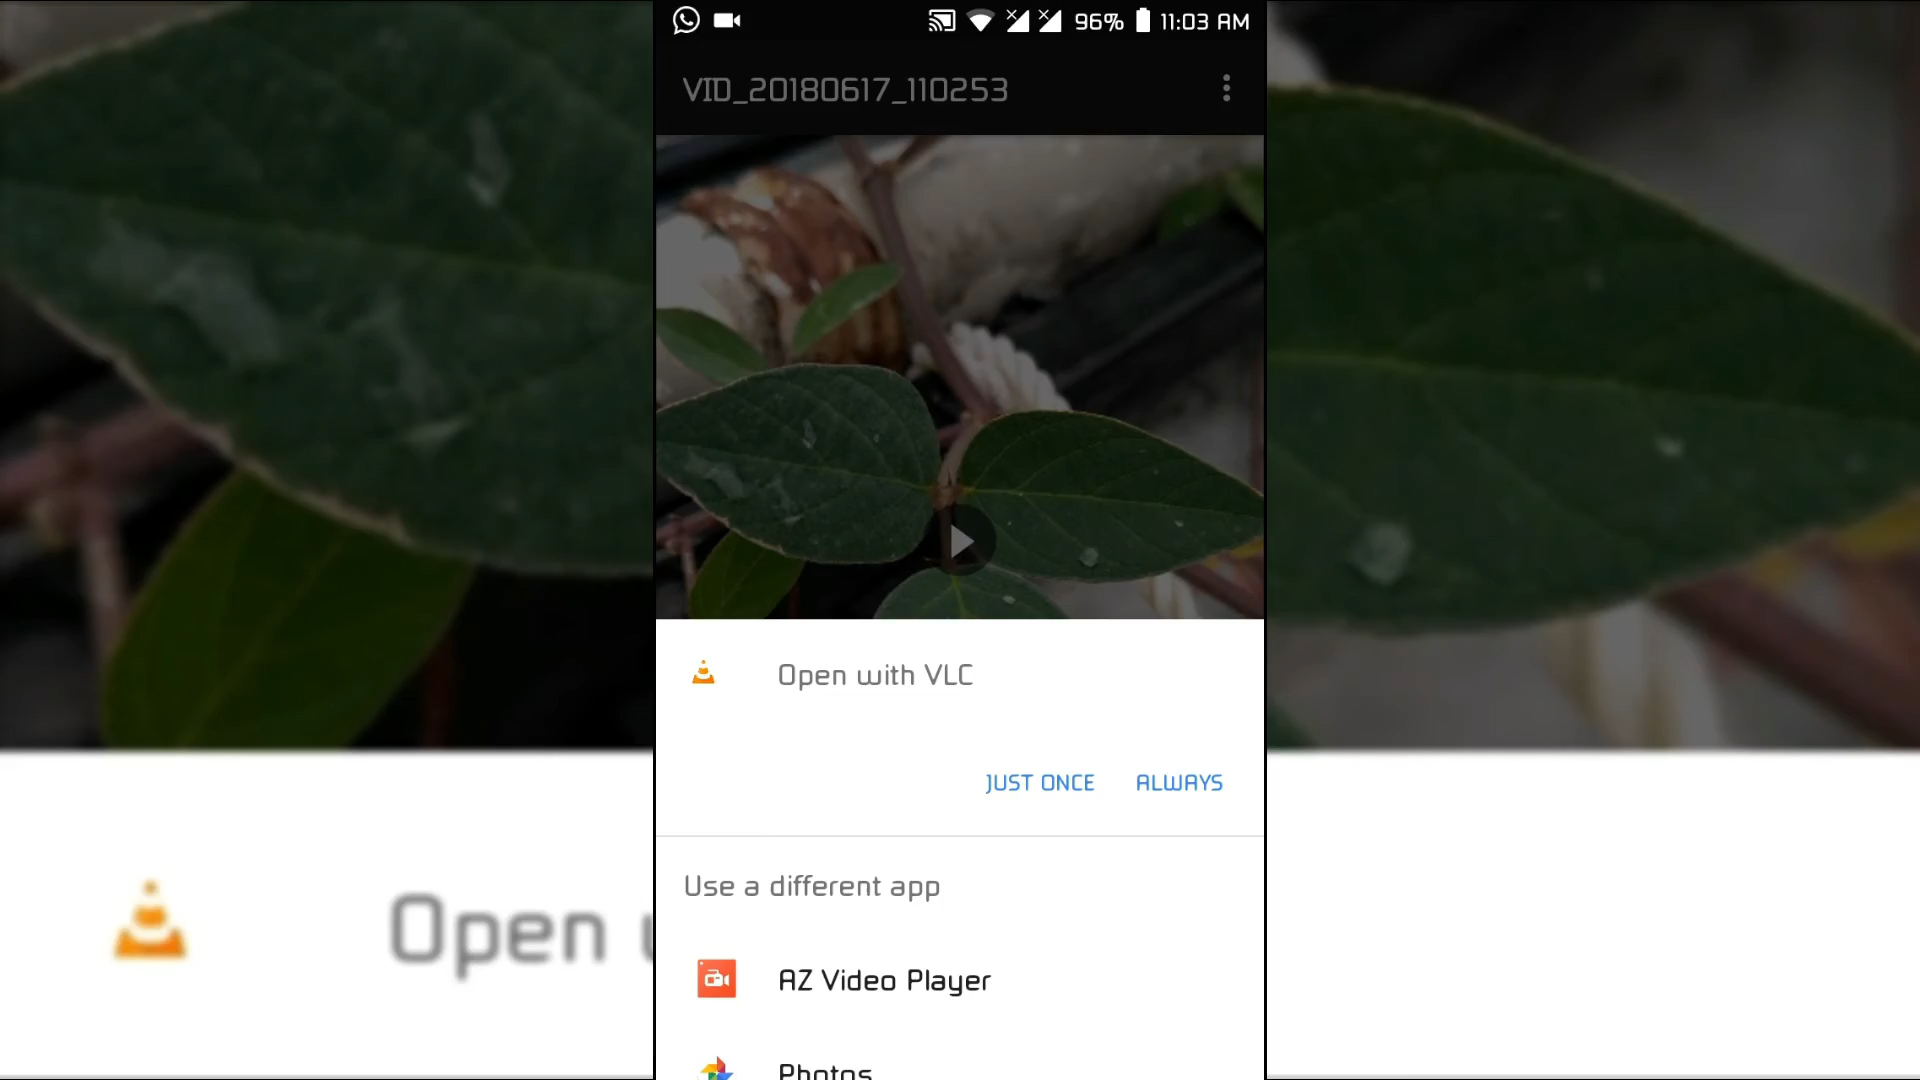 96% 11:03 AM
VID_20180617_110253
Open with VLC
JUST ONCE ALWAYS
Use a different app
Open
AZ Video Player
Photos